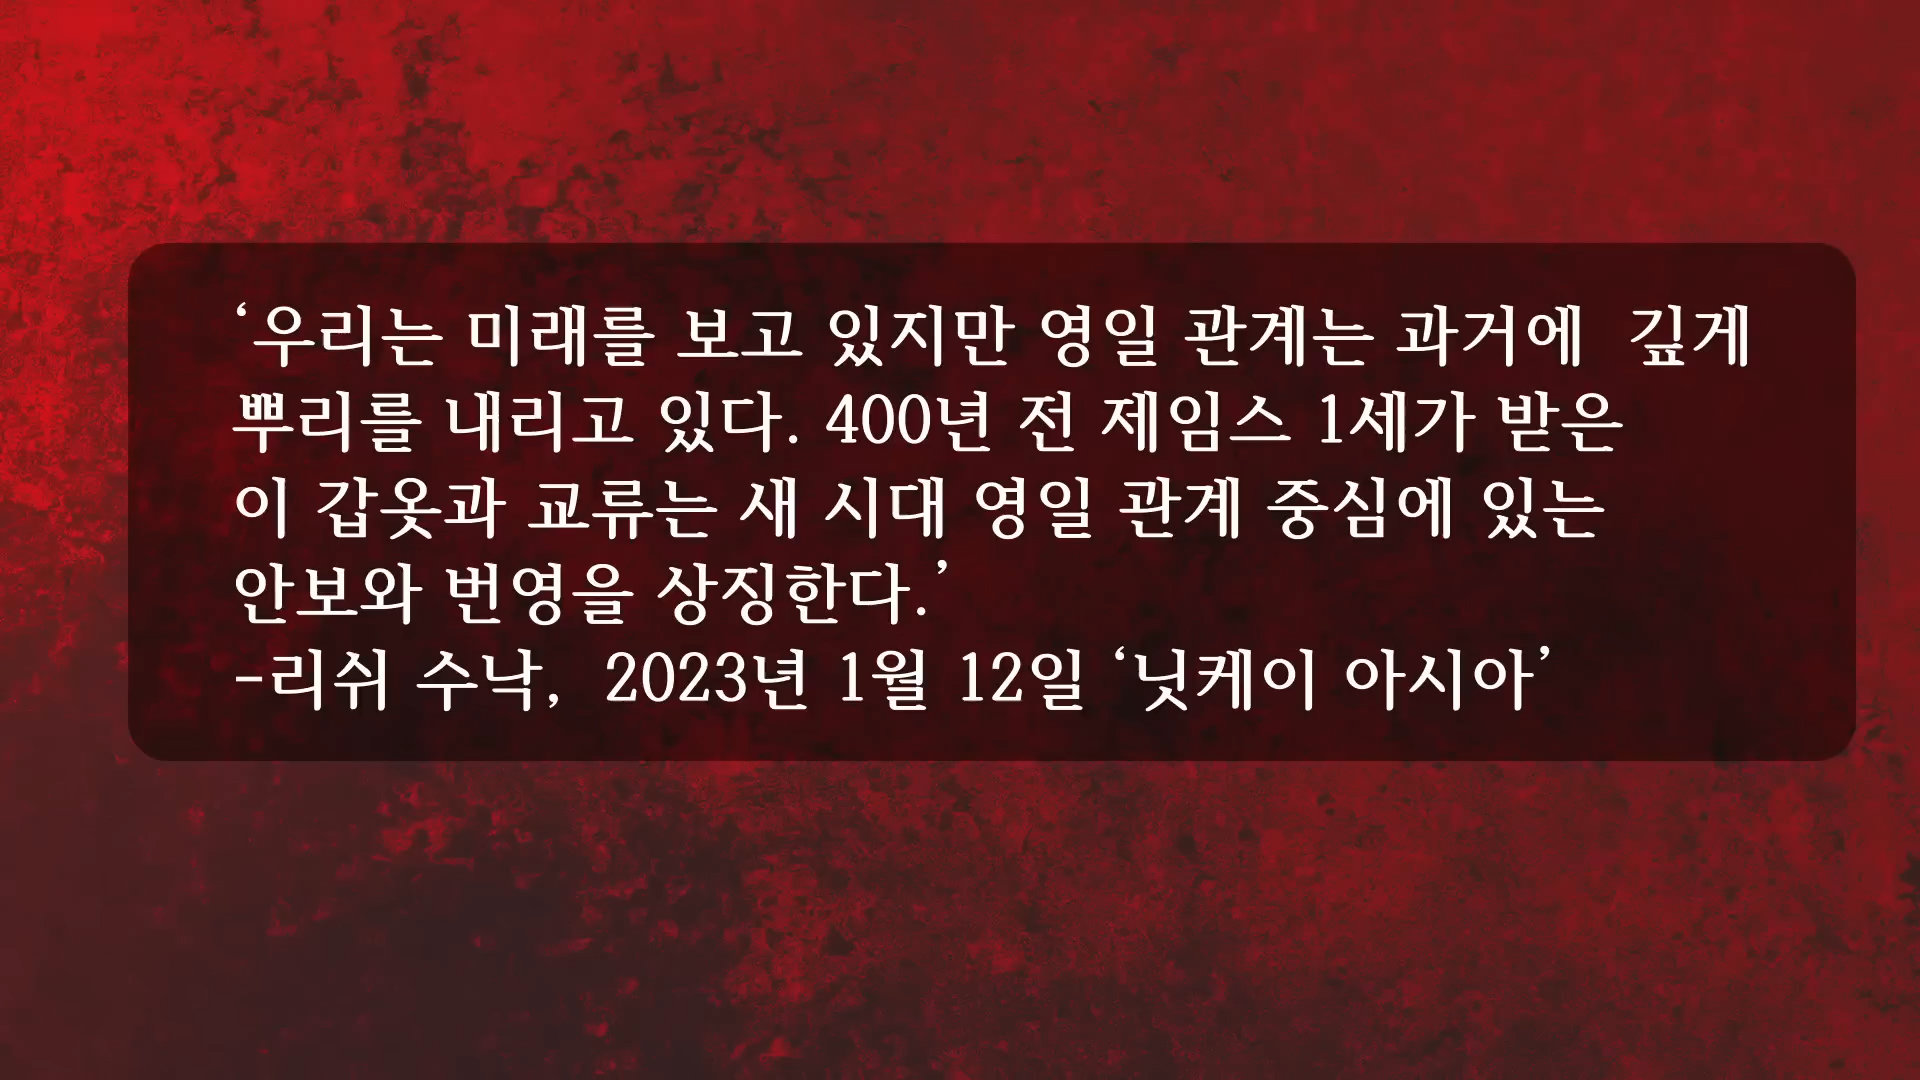 ‘우리는 미래를 보고 있지만 영일 관계는 과거에 깊게
뿌리를 내리고 있다. 400년 전 제임스 1세가 받은
이 갑옷과 교류는 새 시대 영일 관계 중심에 있는
안보와 번영을 상징한다.’
-리쉬 수낙, 2023년 1월 12일 ‘닛케이 아시아’